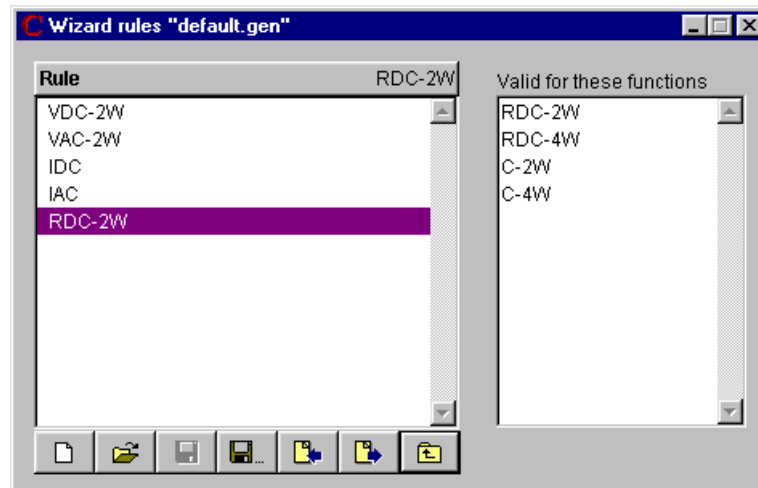 Wizard rules "default.gen"
Rule RDC-2W
VDC-2W
VAC-2W
IDC
IAC
RDC-2W
Valid for these functions
RDC-2W
RDC-4W
C-2W
C-4W
...